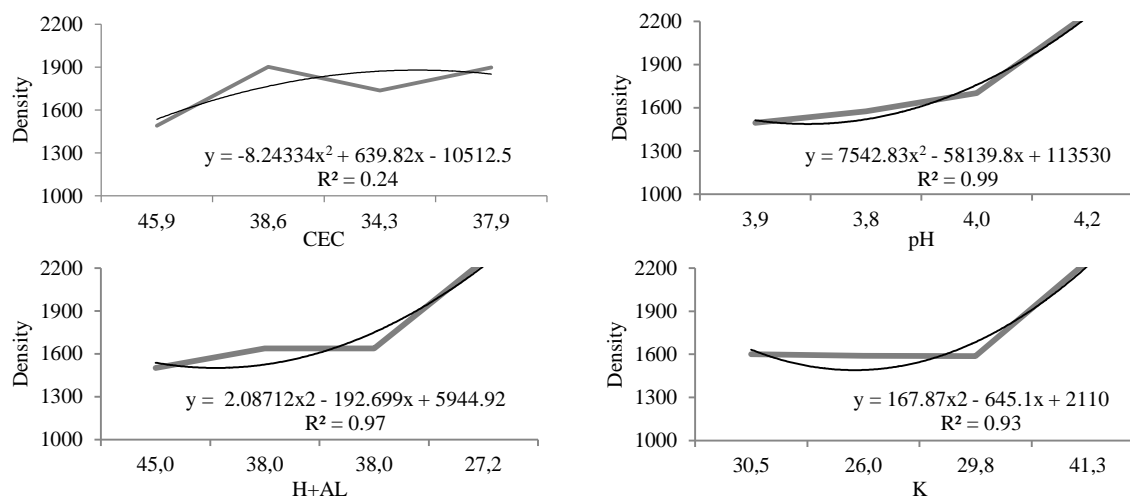 2200
1900
1600
1300
1000
Density
y = -8.24334x² + 639.82x - 10512.5
R² = 0.24
45,9 38,6 34,3 37,9
CEC
2200
1900
1600
1300
1000
Density
y = 7542.83x² - 58139.8x + 113530
R² = 0.99
3,9 3,8 4,0 4,2
pH
2200
1900
1600
1300
1000
Density
y = 2.08712x2 - 192.699x + 5944.92
R² = 0.97
45,0 38,0 38,0 27,2
H+AL
2200
1900
1600
1300
1000
Density
y = 167.87x2 - 645.1x + 2110
R² = 0.93
30,5 26,0 29,8 41,3
K